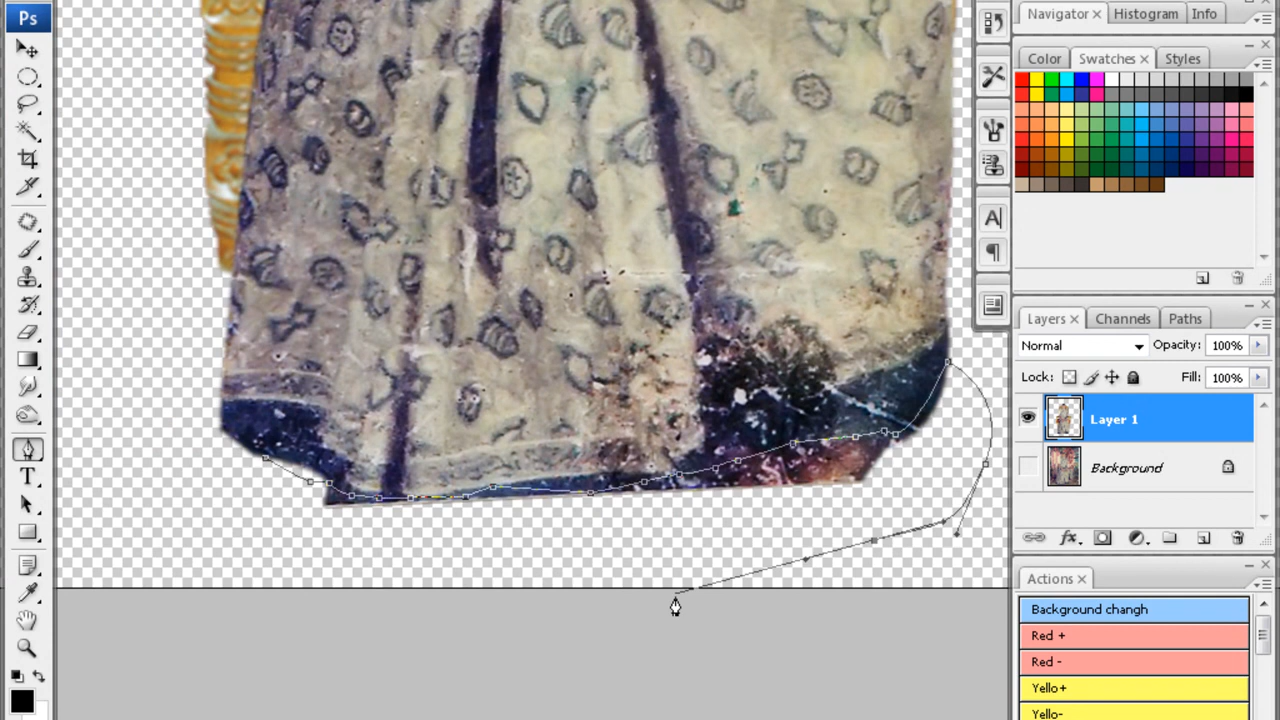 Ps
Navigator × Histogram Info
Color Swatches × Styles
T
A
Layers × Channels Paths
Normal Opacity: 100%
Lock: Fill: 100%
Layer 1
Background
fx
Actions ×
Background changh
Red +
Red -
Yello+
Yello-